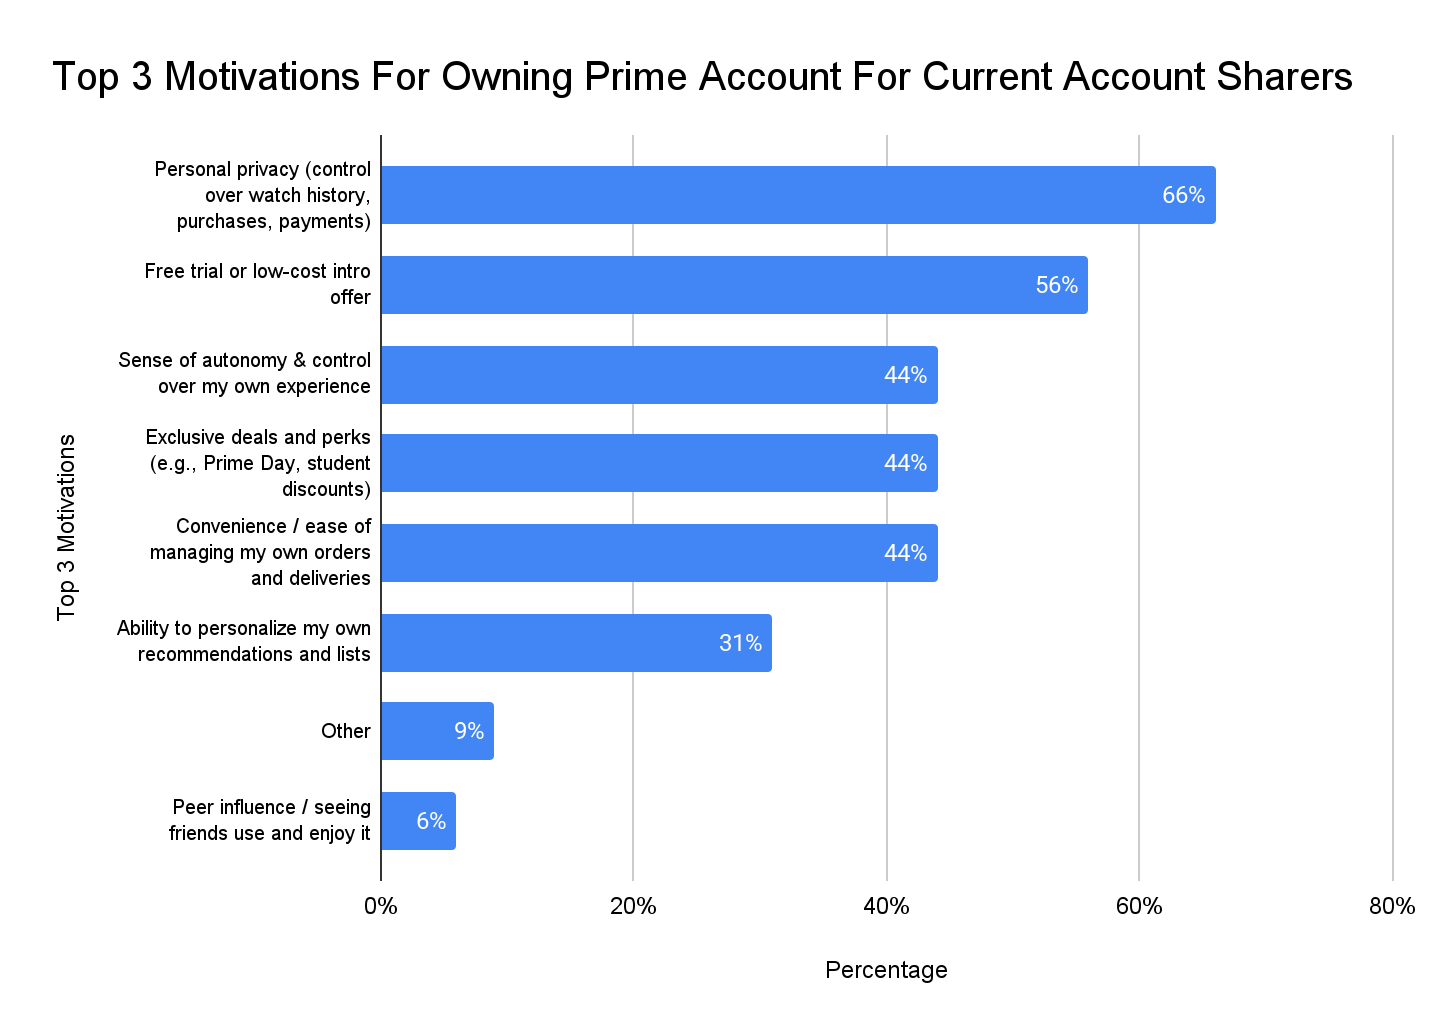 Top 3 Motivations For Owning Prime Account For Current Account Sharers
Top 3 Motivations
Personal privacy (control
over watch history,
purchases, payments)
66%
Free trial or low-cost intro
offer
56%
Sense of autonomy & control
over my own experience
44%
Exclusive deals and perks
(e.g., Prime Day, student
discounts)
44%
Convenience / ease of
managing my own orders
and deliveries
44%
Ability to personalize my own
recommendations and lists
31%
Other
9%
Peer influence / seeing
friends use and enjoy it
6%
0% 20% 40% 60% 80%
Percentage